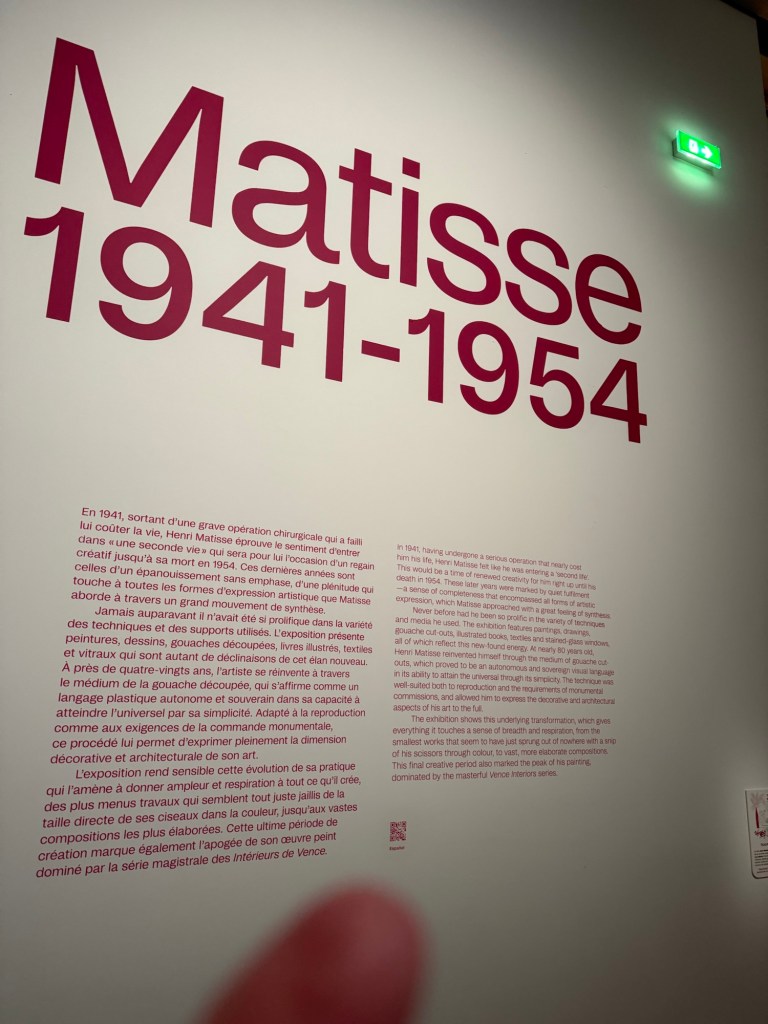 Matisse
1941-1954
En 1941, sortant d'une grave opération chirurgicale qui a failli
lui coûter la vie, Henri Matisse éprouve le sentiment d'entrer
dans « une seconde vie » qui sera pour lui l'occasion d'un regain
créatif jusqu'à sa mort en 1954. Ces dernières années sont
celles d'un épanouissement sans emphase, d'une plénitude qui
touche à toutes les formes d'expression artistique que Matisse
aborde à travers un grand mouvement de synthèse.
Jamais auparavant il n'avait été si prolifique dans la variété
des techniques et des supports utilisés. L'exposition présente
peintures, dessins, gouaches découpées, livres illustrés, textiles
et vitraux qui sont autant de déclinaisons de cet élan nouveau.
À près de quatre-vingts ans, l'artiste se réinvente à travers
le médium de la gouache découpée, qui s'affirme comme un
langage plastique autonome et souverain dans sa capacité à
atteindre l'universel par sa simplicité. Adapté à la reproduction
comme aux exigences de la commande monumentale,
ce procédé lui permet d'exprimer pleinement la dimension
décorative et architecturale de son art.
L'exposition rend sensible cette évolution de sa pratique
qui l'amène à donner ampleur et respiration à tout ce qu'il crée,
des plus menus travaux qui semblent tout juste jaillis de la
taille directe de ses ciseaux dans la couleur, jusqu'aux vastes
compositions les plus élaborées. Cette ultime période de
création marque également l'apogée de son œuvre peint
dominé par la série magistrale des Intérieurs de Vence.
In 1941, having undergone a serious operation that nearly cost
him his life, Henri Matisse felt like he was entering a 'second life'.
This would be a time of renewed creativity for him right up until his
death in 1954. These later years were marked by quiet fulfilment
—a sense of completeness that encompassed all forms of artistic
expression, which Matisse approached with a great feeling of synthesis.
Never before had he been so prolific in the variety of techniques
and media he used. The exhibition features paintings, drawings,
gouache cut-outs, illustrated books, textiles and stained-glass windows,
all of which reflect this new-found energy. At nearly 80 years old,
Henri Matisse reinvented himself through the medium of gouache cut-
outs, which proved to be an autonomous and sovereign visual language
in its ability to attain the universal through its simplicity. The technique was
well-suited both to reproduction and the requirements of monumental
commissions, and allowed him to express the decorative and architectural
aspects of his art to the full.
The exhibition shows this underlying transformation, which gives
everything it touches a sense of breadth and respiration, from the
smallest works that seem to have just sprung out of nowhere with a snip
of his scissors through colour, to vast, more elaborate compositions.
This final creative period also marked the peak of his painting,
dominated by the masterful Vence Interiors series.